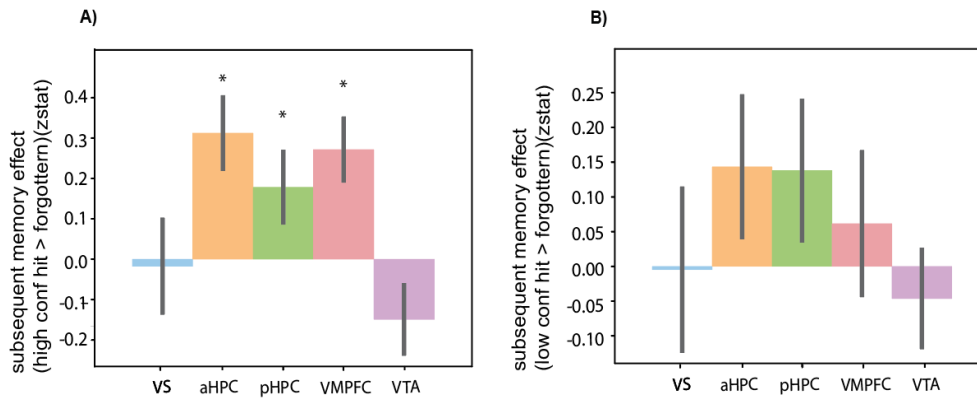 A)
subsequent memory effect
(high conf hit > forgottern)(zstat)
0.4
0.3
0.2
0.1
0.0
-0.1
-0.2
*
*
*
VS aHPC pHPC VMPFC VTA
B)
subsequent memory effect
(low conf hit > forgottern)(zstat)
0.25
0.20
0.15
0.10
0.05
0.00
-0.05
-0.10
VS aHPC pHPC VMPFC VTA